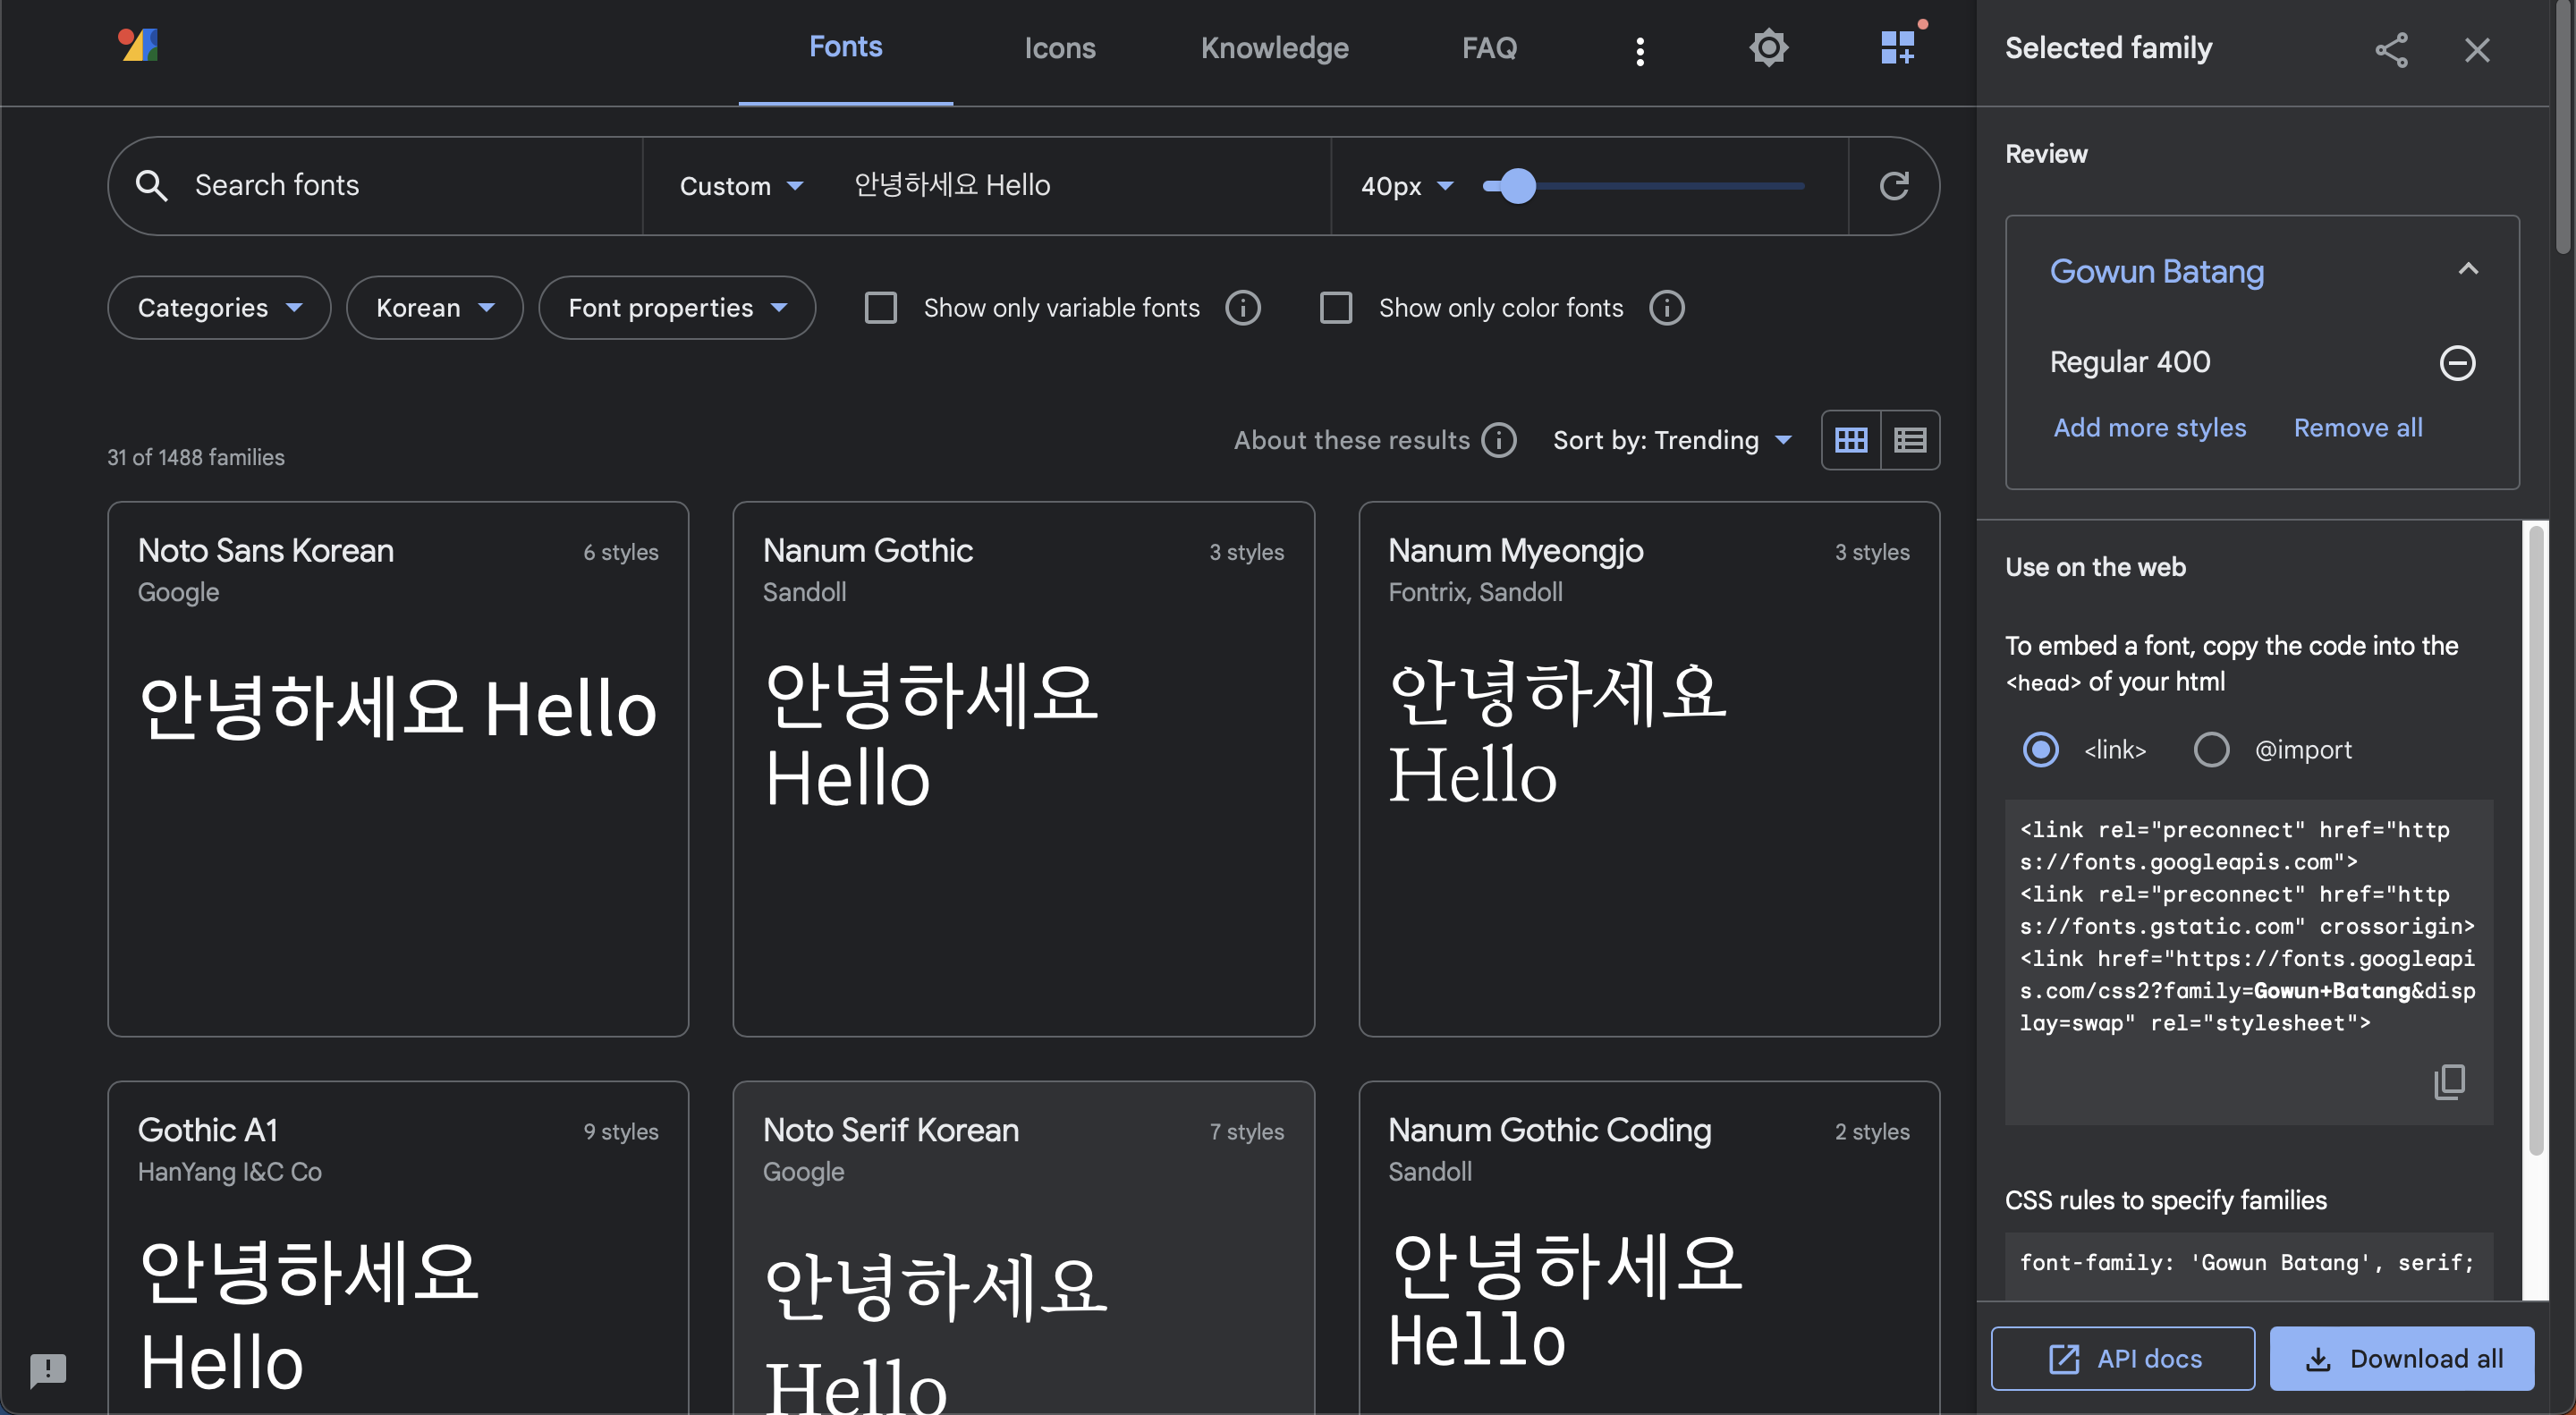 Fonts
Icons
Knowledge
FAQ
Search fonts
Custom
안녕하세요 Hello
40px
Categories
Korean
Font properties
Show only variable fonts
Show only color fonts
31 of 1488 families
About these results
Sort by: Trending
Noto Sans Korean
6 styles
Google
안녕하세요 Hello
Nanum Gothic
3 styles
Sandoll
안녕하세요
Hello
Nanum Myeongjo
3 styles
Fontrix, Sandoll
안녕하세요
Hello
Gothic A1
9 styles
HanYang I&C Co
안녕하세요
Hello
Noto Serif Korean
7 styles
Google
안녕하세요
Hello
Nanum Gothic Coding
2 styles
Sandoll
안녕하세요
Hello
Selected family
Review
Gowun Batang
Regular 400
Add more styles
Remove all
Use on the web
To embed a font, copy the code into the
<head> of your html
<link>
@import
<link rel="preconnect" href="http
s://fonts.googleapis.com">
<link rel="preconnect" href="http
s://fonts.gstatic.com" crossorigin>
<link href="https://fonts.googleapi
s.com/css2?family=Gowun+Batang&disp
lay=swap" rel="stylesheet">
CSS rules to specify families
font-family: 'Gowun Batang', serif;
API docs
Download all